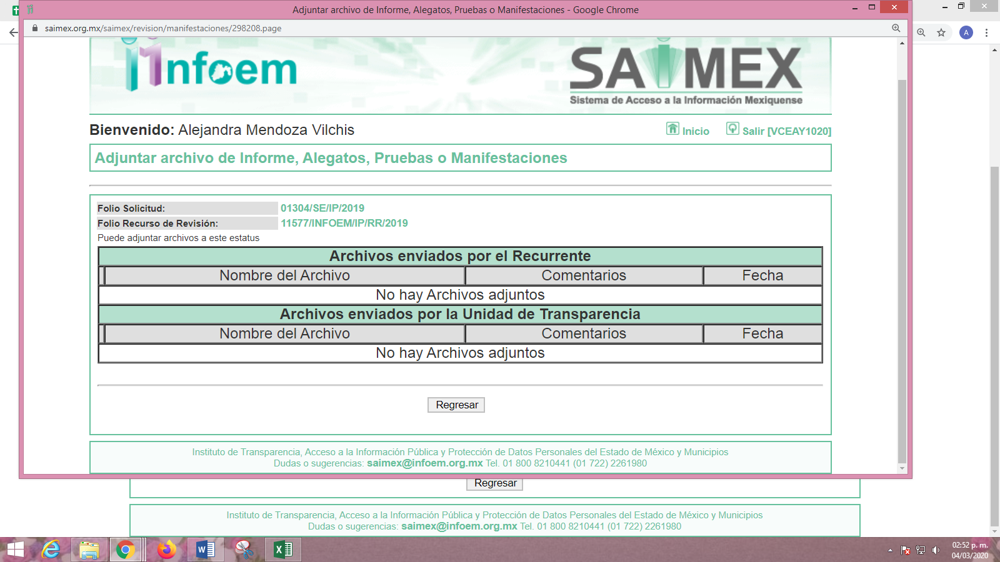 Adjuntar archivo de Informe, Alegatos, Pruebas o Manifestaciones - Google Chrome
saimex.org.mx/saimex/revision/manifestaciones/298208.page
A
infoem
SAIMEX
Sistema de Acceso a la Información Mexiquense
Bienvenido: Alejandra Mendoza Vilchis
Inicio Salir [VCEAY1020]
Adjuntar archivo de Informe, Alegatos, Pruebas o Manifestaciones
Folio Solicitud: 01304/SE/IP/2019
Folio Recurso de Revisión: 11577/INFOEM/IP/RR/2019
Puede adjuntar archivos a este estatus
Archivos enviados por el Recurrente
Nombre del Archivo Comentarios Fecha
No hay Archivos adjuntos
Archivos enviados por la Unidad de Transparencia
Nombre del Archivo Comentarios Fecha
No hay Archivos adjuntos
Regresar
Instituto de Transparencia, Acceso a la Información Pública y Protección de Datos Personales del Estado de México y Municipios
Dudas o sugerencias: saimex@infoem.org.mx Tel. 01 800 8210441 (01 722) 2261980
Regresar
Instituto de Transparencia, Acceso a la Información Pública y Protección de Datos Personales del Estado de México y Municipios
Dudas o sugerencias: saimex@infoem.org.mx Tel. 01 800 8210441 (01 722) 2261980
02:52 p. m.
04/03/2020